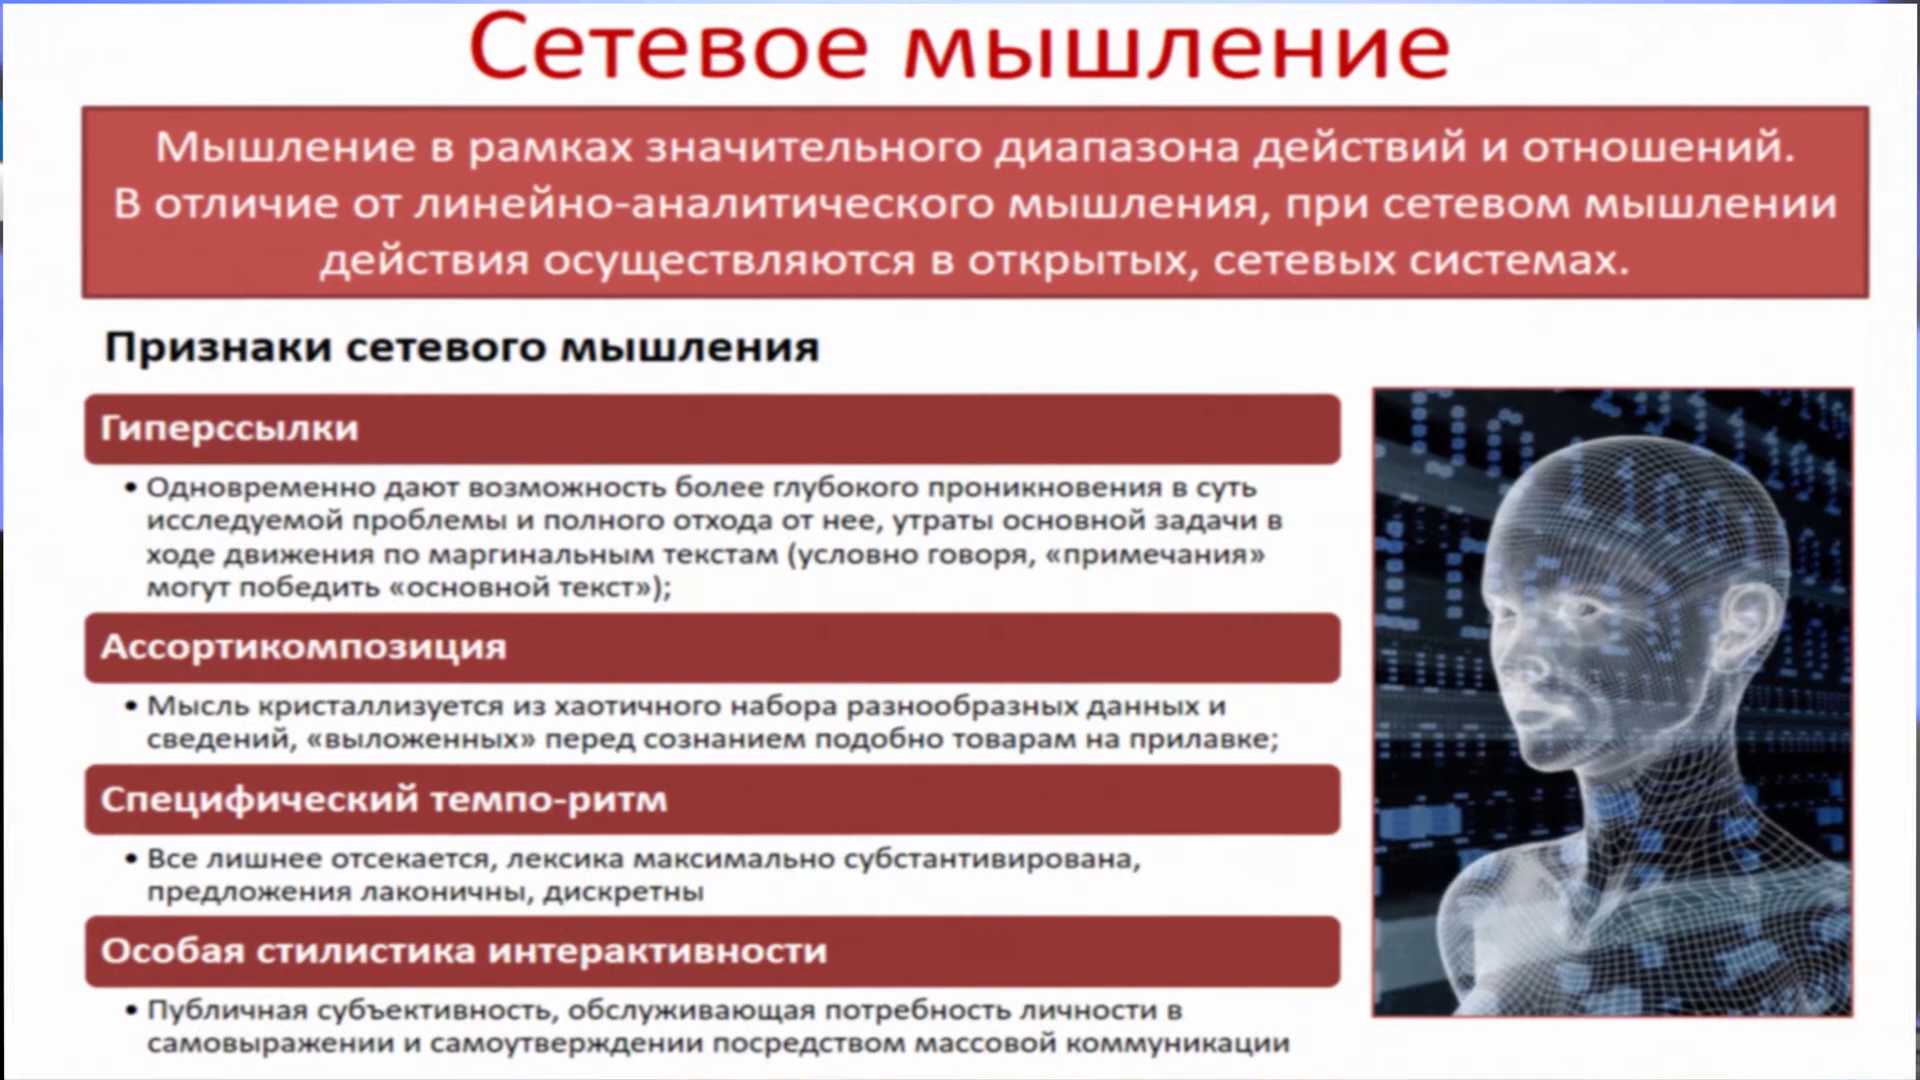 Сетевое мышление
Мышление в рамках значительного диапазона действий и отношений.
В отличие от линейно-аналитического мышления, при сетевом мышлении
действия осуществляются в открытых, сетевых системах.
Признаки сетевого мышления
Гиперссылки
• Одновременно дают возможность более глубокого проникновения в суть
исследуемой проблемы и полного отхода от нее, утраты основной задачи в
ходе движения по маргинальным текстам (условно говоря, «примечания»
могут победить «основной текст»);
Ассортикомпозиция
• Мысль кристаллизуется из хаотичного набора разнообразных данных и
сведений, «выложенных» перед сознанием подобно товарам на прилавке;
Специфический темпо-ритм
• Все лишнее отсекается, лексика максимально субстантивирована,
предложения лаконичны, дискретны
Особая стилистика интерактивности
• Публичная субъективность, обслуживающая потребность личности в
самовыражении и самоутверждении посредством массовой коммуникации